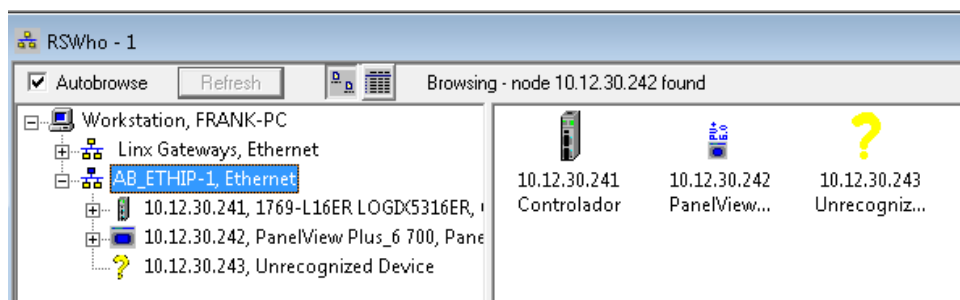 RSWho - 1
Autobrowse Refresh Browsing - node 10.12.30.242 found
Workstation, FRANK-PC
Linx Gateways, Ethernet
AB_ETHIP-1, Ethernet
10.12.30.241, 1769-L16ER LOGIX5316ER,
10.12.30.242, PanelView Plus_6 700, Pane
10.12.30.243, Unrecognized Device
10.12.30.241
Controlador
10.12.30.242
PanelView...
10.12.30.243
Unrecogniz...